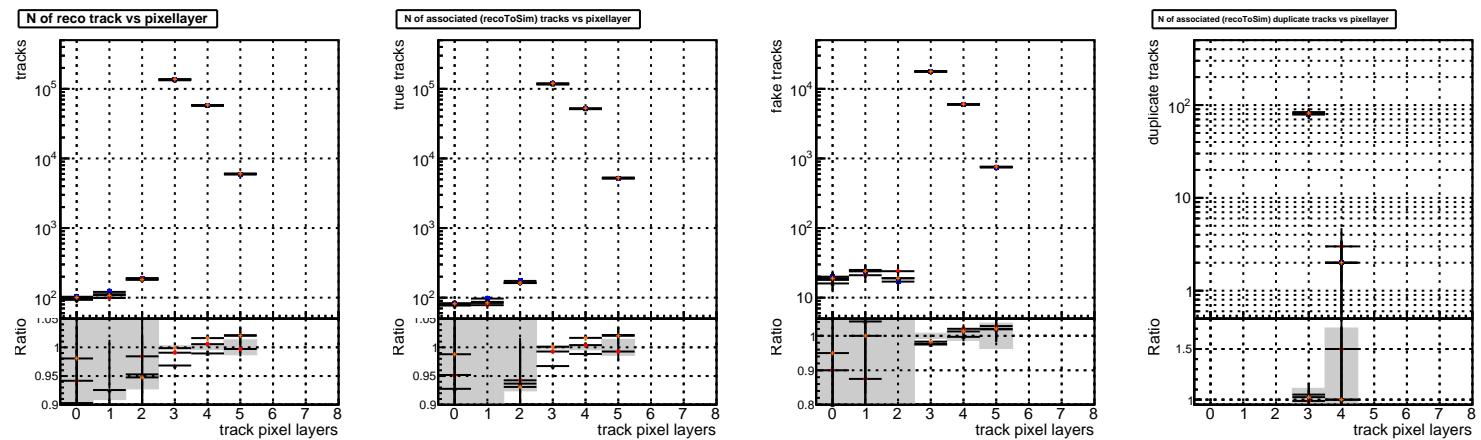 N of reco track vs pixellayer
tracks
10^5
10^4
10^3
10^2
Ratio
1.05
1
0.95
0.9
0 1 2 3 4 5 6 7 8
track pixel layers
N of associated (recoToSim) tracks vs pixellayer
true tracks
10^5
10^4
10^3
10^2
Ratio
1.05
1
0.95
0.9
0 1 2 3 4 5 6 7 8
track pixel layers
fake tracks
10^4
10^3
10^2
10
Ratio
1
0.9
0.8
0 1 2 3 4 5 6 7 8
track pixel layers
N of associated (recoToSim) duplicate tracks vs pixellayer
duplicate tracks
10^2
10
1
Ratio
1.5
1
0 1 2 3 4 5 6 7 8
track pixel layers